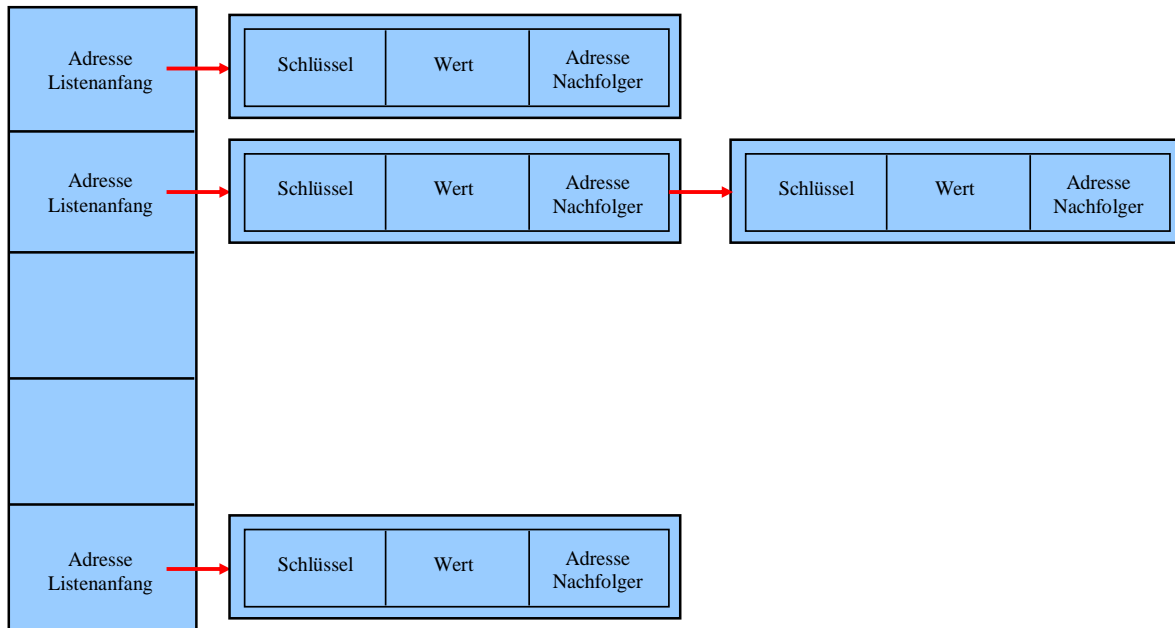 Adresse
Listenanfang
Schlüssel
Wert
Adresse
Nachfolger
Adresse
Listenanfang
Schlüssel
Wert
Adresse
Nachfolger
Schlüssel
Wert
Adresse
Nachfolger
Adresse
Listenanfang
Schlüssel
Wert
Adresse
Nachfolger